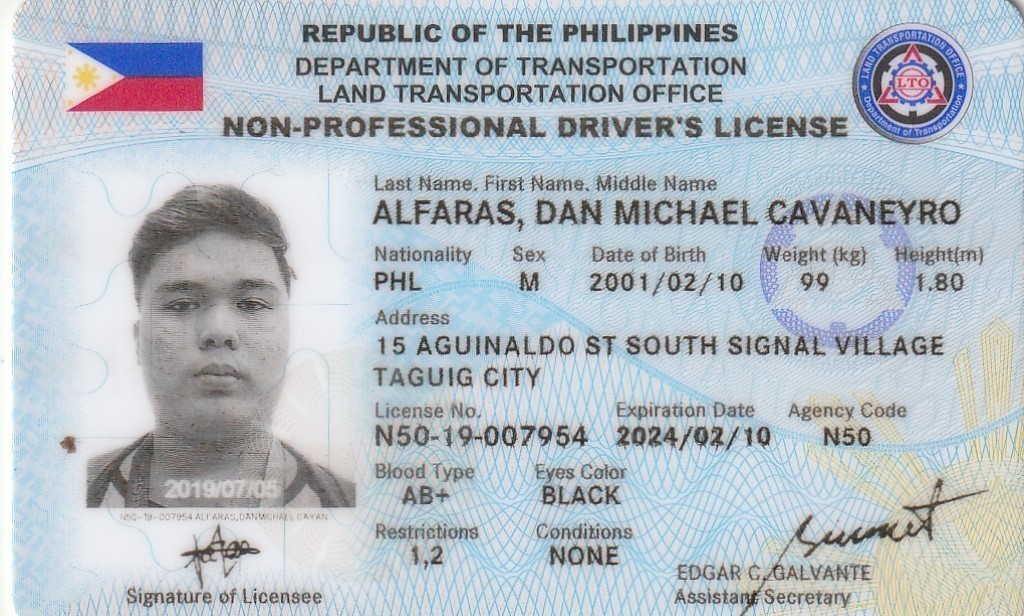 REPUBLIC OF THE PHILIPPINES
DEPARTMENT OF TRANSPORTATION
LAND TRANSPORTATION OFFICE
NON-PROFESSIONAL DRIVER'S LICENSE
LAND TRANSPORTATION OFFICE
LTO
Department of Transportation
Last Name, First Name, Middle Name
ALFARAS, DAN MICHAEL CAVANEYRO
Nationality Sex Date of Birth Weight (kg) Height(m)
PHL M 2001/02/10 99 1.80
Address
15 AGUINALDO ST SOUTH SIGNAL VILLAGE
TAGUIG CITY
License No. Expiration Date Agency Code
N50-19-007954 2024/02/10 N50
Blood Type Eyes Color
AB+ BLACK
2019/07/05
N50-19-007954 ALFARAS,DANMICHAEL CAVAN
Restrictions Conditions
1,2 NONE
EDGAR C. GALVANTE
Assistant Secretary
Signature of Licensee